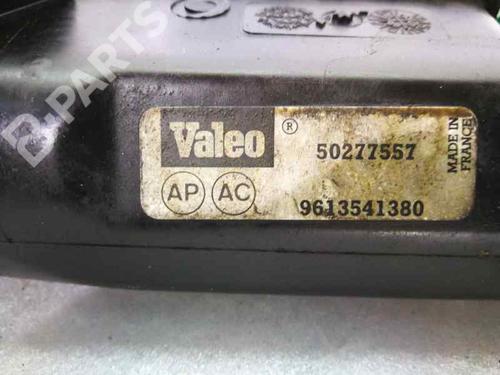 B-PARTS
Valeo ®
50277557
AP AC
9613541380
MADE IN
FRANCE